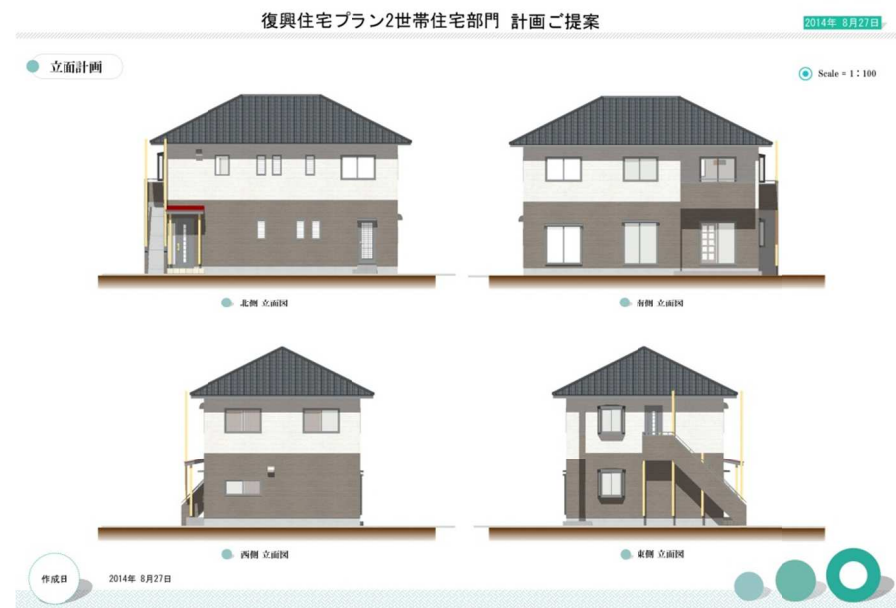 復興住宅プラン2世帯住宅部門 計画ご提案
2014年 8月27日
立面計画
Scale = 1：100
北側 立面図
南側 立面図
西側 立面図
東側 立面図
作成日
2014年 8月27日